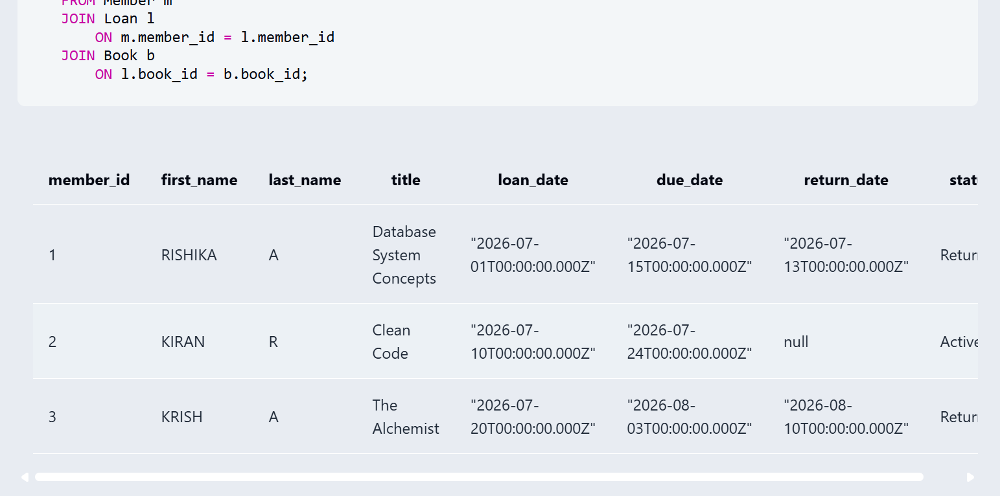 FROM Member m
JOIN Loan l
ON m.member_id = l.member_id
JOIN Book b
ON l.book_id = b.book_id;
member_id first_name last_name title loan_date due_date return_date
1 RISHIKA A Database System Concepts "2026-07-01T00:00:00.000Z" "2026-07-15T00:00:00.000Z" "2026-07-13T00:00:00.000Z"
2 KIRAN R Clean Code "2026-07-10T00:00:00.000Z" "2026-07-24T00:00:00.000Z" null Active
3 KRISH A The Alchemist "2026-07-20T00:00:00.000Z" "2026-08-03T00:00:00.000Z" "2026-08-10T00:00:00.000Z"